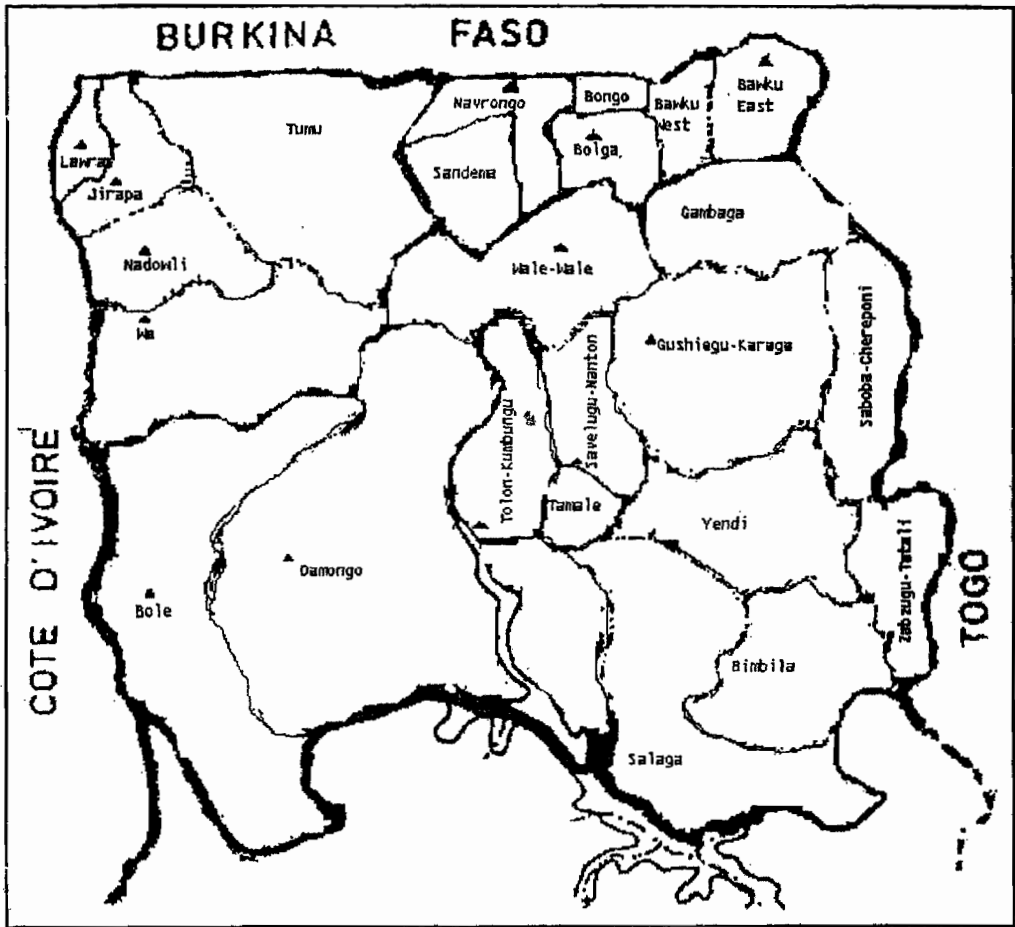 BURKINA FASO
Navrongo
Bongo
Bawku
West
Bawku
East
Tumu
Lawra
Jirapa
Sandema
Bolga
Gambaga
Nadowli
Wale-Wale
Wa
Gushiegu-Karaga
Saboba-Chereponi
Savelugu-Nanton
Tolon-Kumbungu
Tamale
Yendi
COTE D'IVOIRE
Damongo
Bole
Zabzugu-Tatali
TOGO
Bimbila
Salaga